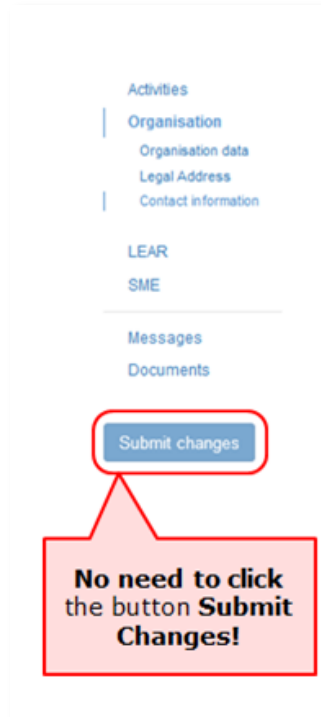 Activities
Organisation
Organisation data
Legal Address
Contact information
LEAR
SME
Messages
Documents
Submit changes
No need to click
the button Submit
Changes!